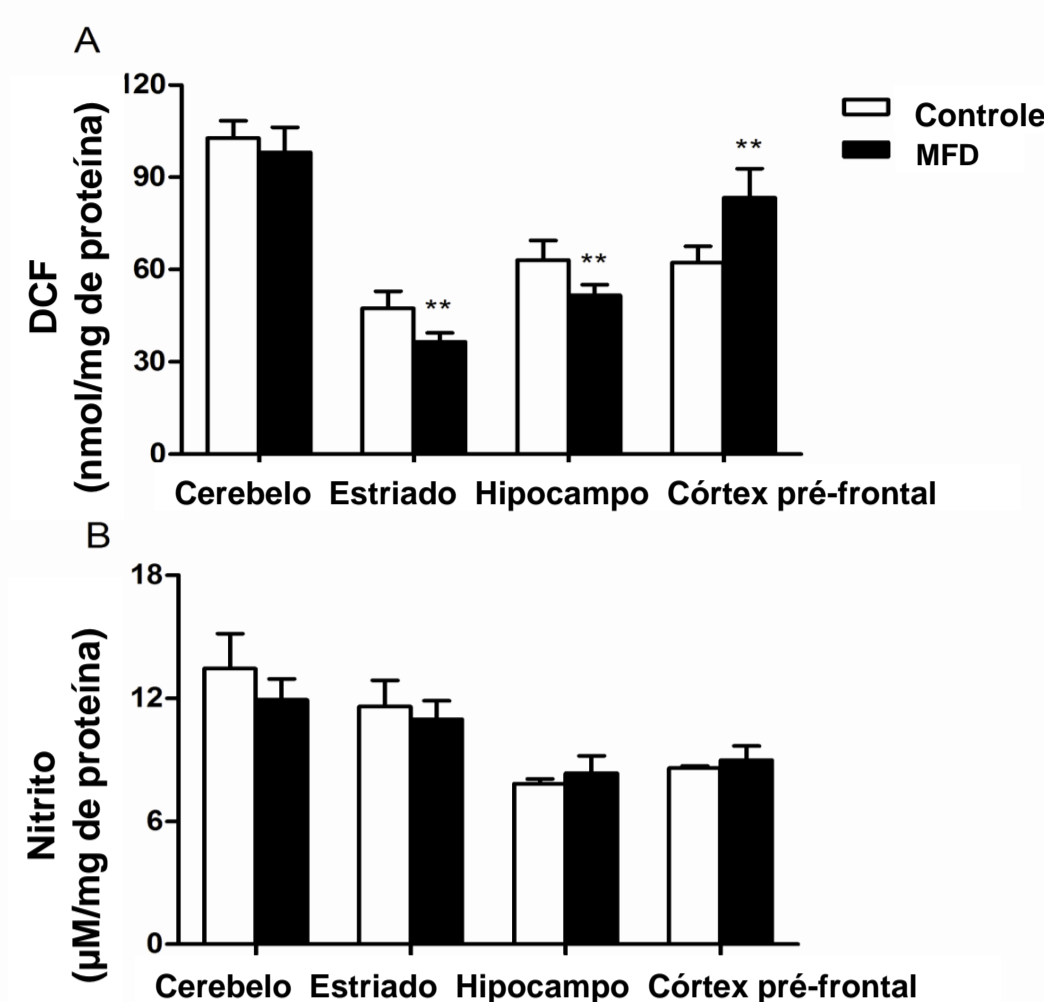 A
120
90
60
30
0
DCF
(nmol/mg de proteína)
**
**
**
Controle
MFD
Cerebelo Estriado Hipocampo Córtex pré-frontal
B
18
12
6
0
Nitrito
(µM/mg de proteína)
Cerebelo Estriado Hipocampo Córtex pré-frontal